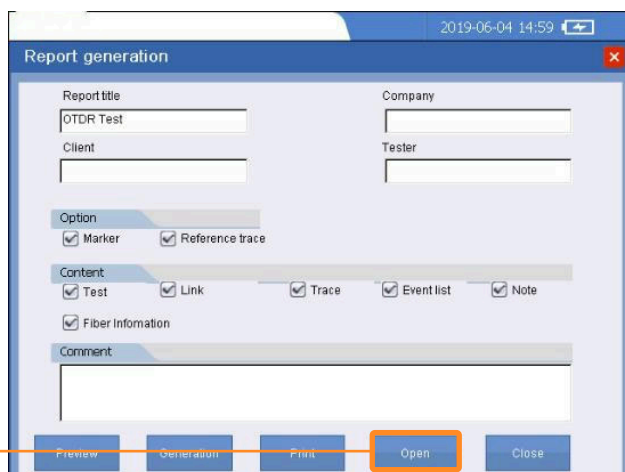 2019-06-04 14:59
Report generation
Report title
Company
OTDR Test
Client
Tester
Option
Marker
Reference trace
Content
Test
Link
Trace
Event list
Note
Fiber Infomation
Comment
Preview
Generation
Print
Open
Close